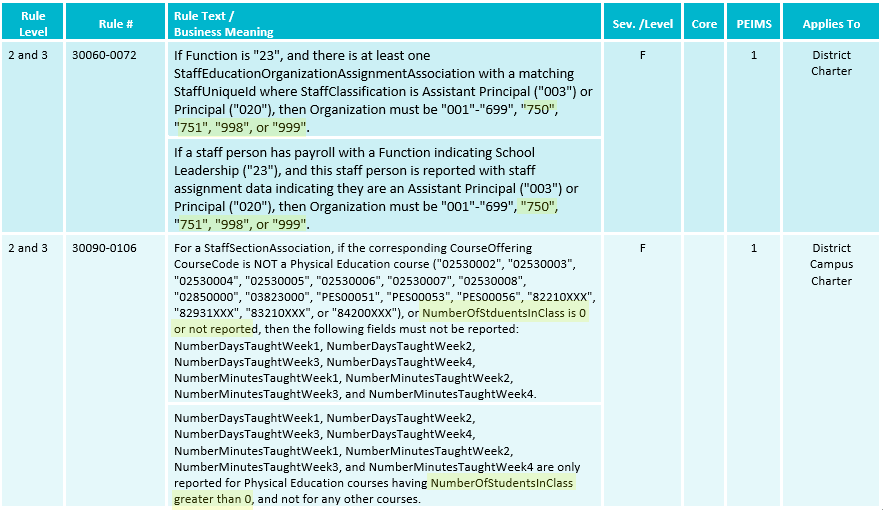 Rule Level
Rule #
Rule Text /
Business Meaning
Sev. /Level
Core
PEIMS
Applies To
2 and 3
30060-0072
If Function is "23", and there is at least one
StaffEducationOrganizationAssignmentAssociation with a matching
StaffUniqueId where StaffClassification is Assistant Principal ("003") or
Principal ("020"), then Organization must be "001"-"699", "750",
"751", "998", or "999".
F
1
District
Charter
If a staff person has payroll with a Function indicating School
Leadership ("23"), and this staff person is reported with staff
assignment data indicating they are an Assistant Principal ("003") or
Principal ("020"), then Organization must be "001"-"699", "750",
"751", "998", or "999".
2 and 3
30090-0106
For a StaffSectionAssociation, if the corresponding CourseOffering
CourseCode is NOT a Physical Education course ("02530002", "02530003",
"02530004", "02530005", "02530006", "02530007", "02530008",
"02850000", "03823000", "PES00051", "PES00053", "PES00056", "82210XXX",
"82931XXX", "83210XXX", or "84200XXX"), or NumberOfStduentsInClass is 0
or not reported, then the following fields must not be reported:
NumberDaysTaughtWeek1, NumberDaysTaughtWeek2,
NumberDaysTaughtWeek3, NumberDaysTaughtWeek4,
NumberMinutesTaughtWeek1, NumberMinutesTaughtWeek2,
NumberMinutesTaughtWeek3, and NumberMinutesTaughtWeek4.
F
1
District
Campus
Charter
NumberDaysTaughtWeek1, NumberDaysTaughtWeek2,
NumberDaysTaughtWeek3, NumberDaysTaughtWeek4,
NumberMinutesTaughtWeek1, NumberMinutesTaughtWeek2,
NumberMinutesTaughtWeek3, and NumberMinutesTaughtWeek4 are only
reported for Physical Education courses having NumberOfStudentsInClass
greater than 0, and not for any other courses.